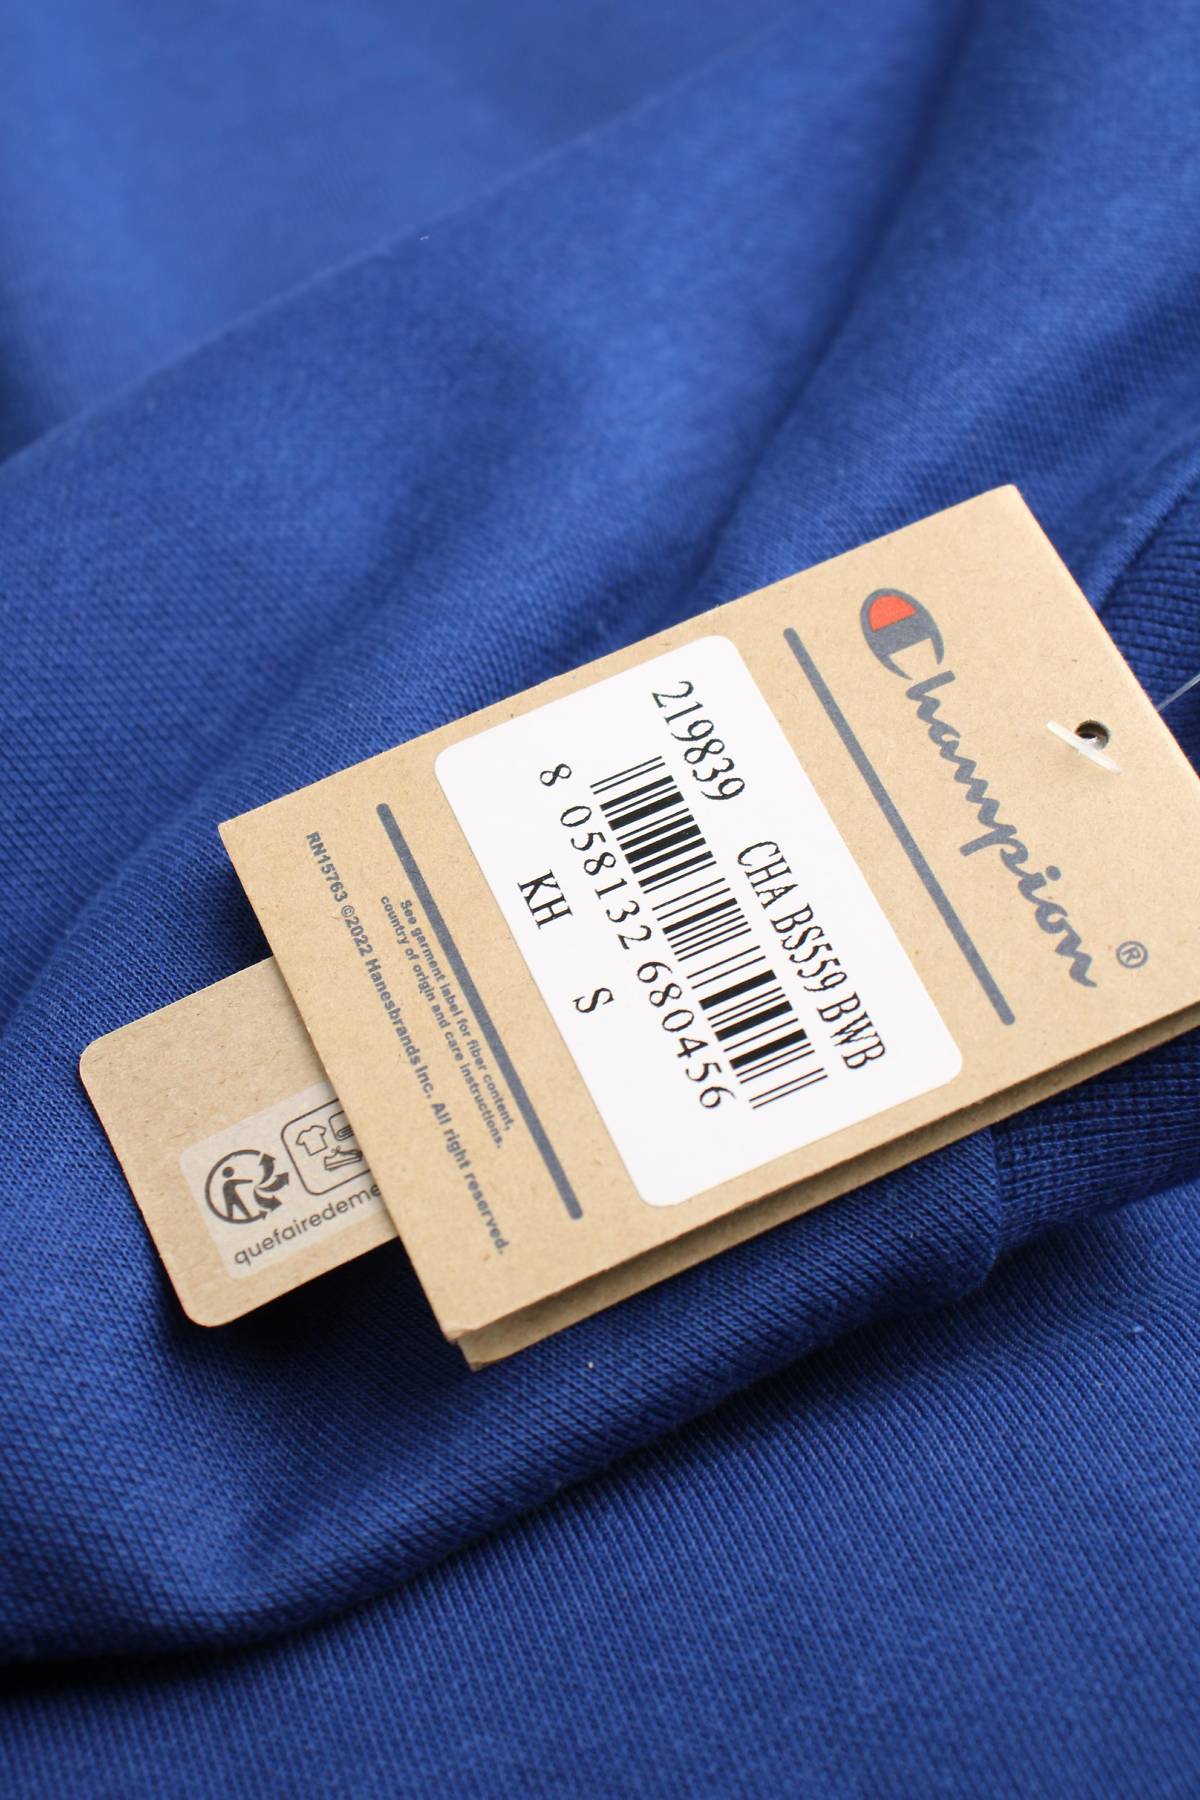 Champion®
219839 CHA BS559 BWB
8 058132 680456
KH S
See garment label for fiber content,
country of origin and care instructions.
RN15763 ©2022 Hanesbrands Inc. All right reserved.
quefairedeme